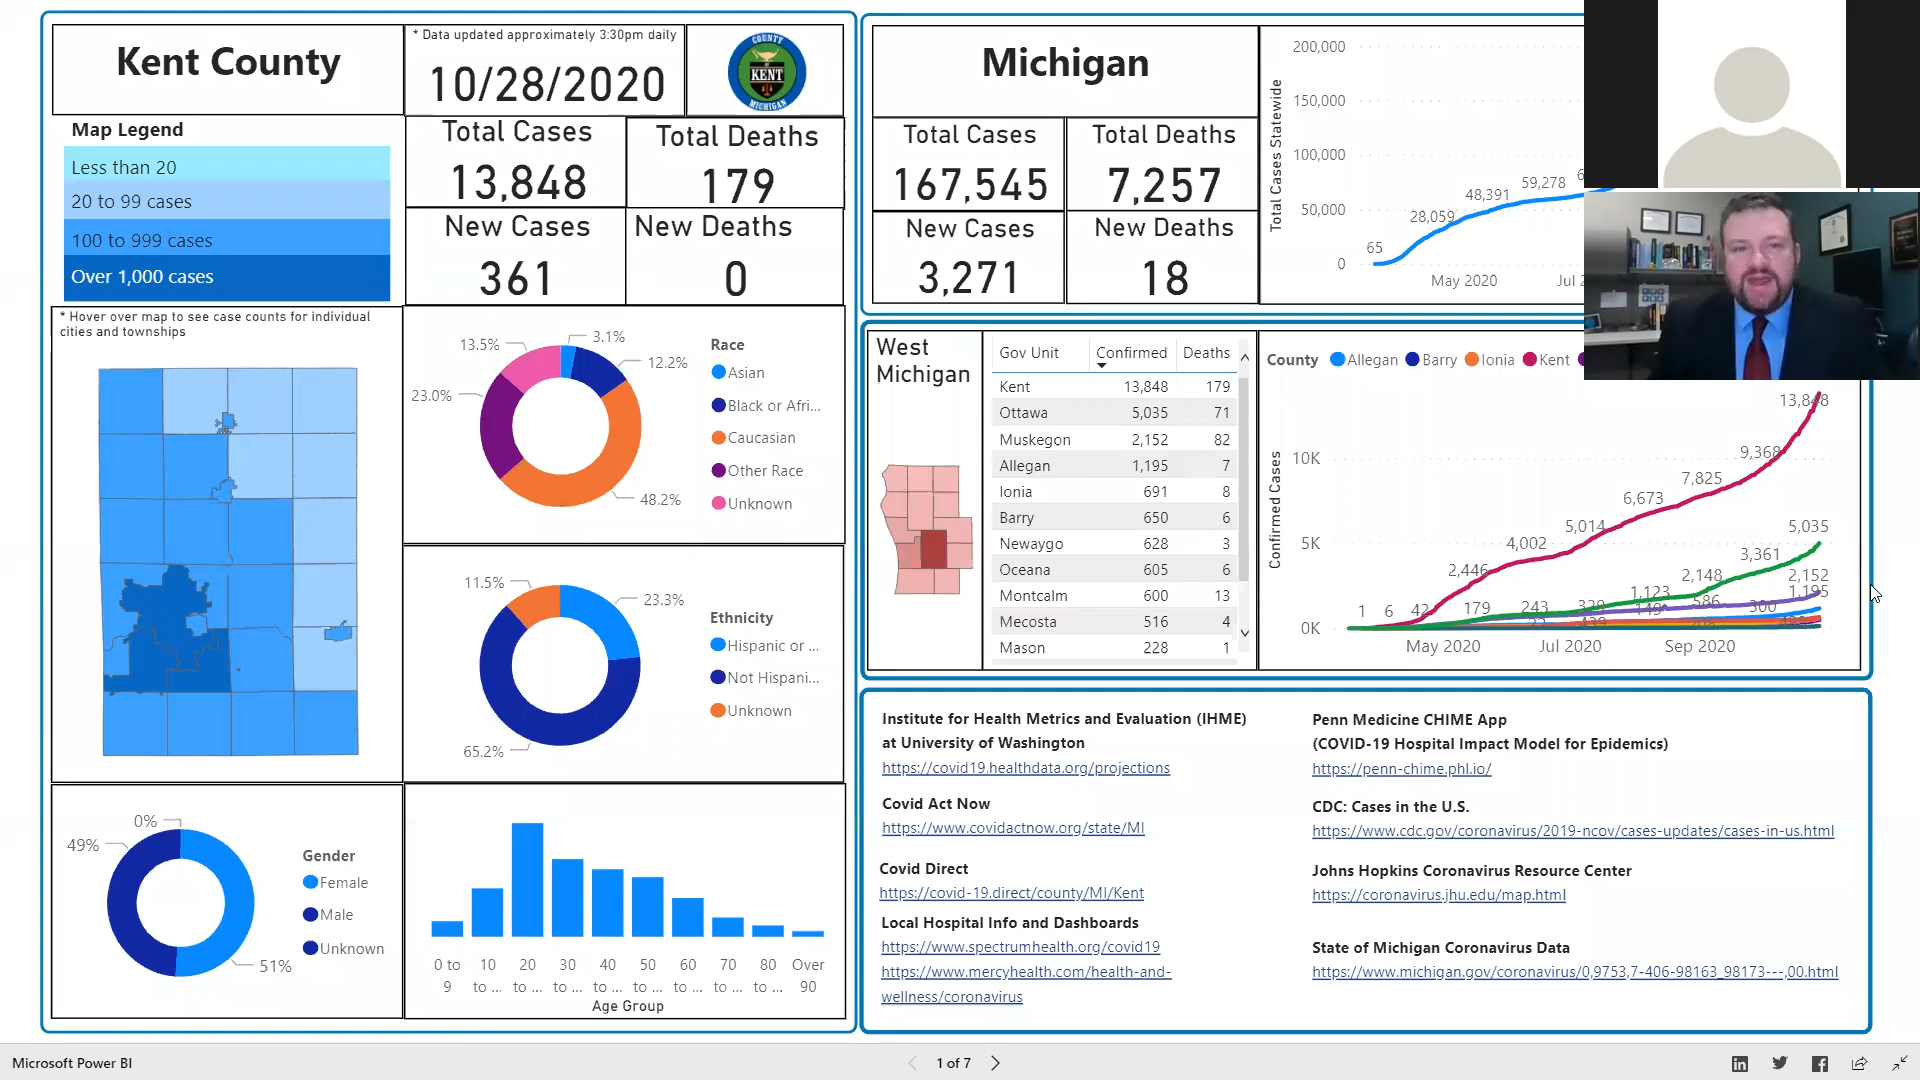 Kent County
* Data updated approximately 3:30pm daily
10/28/2020
COUNTY
KENT
MICHIGAN
Map Legend
Less than 20
20 to 99 cases
100 to 999 cases
Over 1,000 cases
Total Cases
13,848
Total Deaths
179
New Cases
361
New Deaths
0
* Hover over map to see case counts for individual
cities and townships
13.5%
3.1%
12.2%
23.0%
48.2%
Race
Asian
Black or Afri...
Caucasian
Other Race
Unknown
11.5%
23.3%
65.2%
Ethnicity
Hispanic or ...
Not Hispani...
Unknown
0%
49%
51%
Gender
Female
Male
Unknown
0 to 10 20 30 40 50 60 70 80 Over
9 to ... to ... to ... to ... to ... to ... to ... to ... 90
Age Group
Michigan
Total Cases
167,545
Total Deaths
7,257
New Cases
3,271
New Deaths
18
Total Cases Statewide
200,000
150,000
100,000
50,000
0
65
28,059
48,391
59,278
6
May 2020
Jul 2
West
Michigan
Gov Unit Confirmed Deaths
Kent 13,848 179
Ottawa 5,035 71
Muskegon 2,152 82
Allegan 1,195 7
Ionia 691 8
Barry 650 6
Newaygo 628 3
Oceana 605 6
Montcalm 600 13
Mecosta 516 4
Mason 228 1
County Allegan Barry Ionia Kent
Confirmed Cases
10K
5K
0K
13,848
9,368
7,825
6,673
5,014
4,002
2,446
5,035
3,361
2,148
1,123
2,152
1,195
1 6 42 179 243 329 586 300
May 2020 Jul 2020 Sep 2020
Institute for Health Metrics and Evaluation (IHME)
at University of Washington
https://covid19.healthdata.org/projections
Covid Act Now
https://www.covidactnow.org/state/MI
Covid Direct
https://covid-19.direct/county/MI/Kent
Local Hospital Info and Dashboards
https://www.spectrumhealth.org/covid19
https://www.mercyhealth.com/health-and-
wellness/coronavirus
Penn Medicine CHIME App
(COVID-19 Hospital Impact Model for Epidemics)
https://penn-chime.phl.io/
CDC: Cases in the U.S.
https://www.cdc.gov/coronavirus/2019-ncov/cases-updates/cases-in-us.html
Johns Hopkins Coronavirus Resource Center
https://coronavirus.jhu.edu/map.html
State of Michigan Coronavirus Data
https://www.michigan.gov/coronavirus/0,9753,7-406-98163_98173---,00.html
Microsoft Power BI
1 of 7